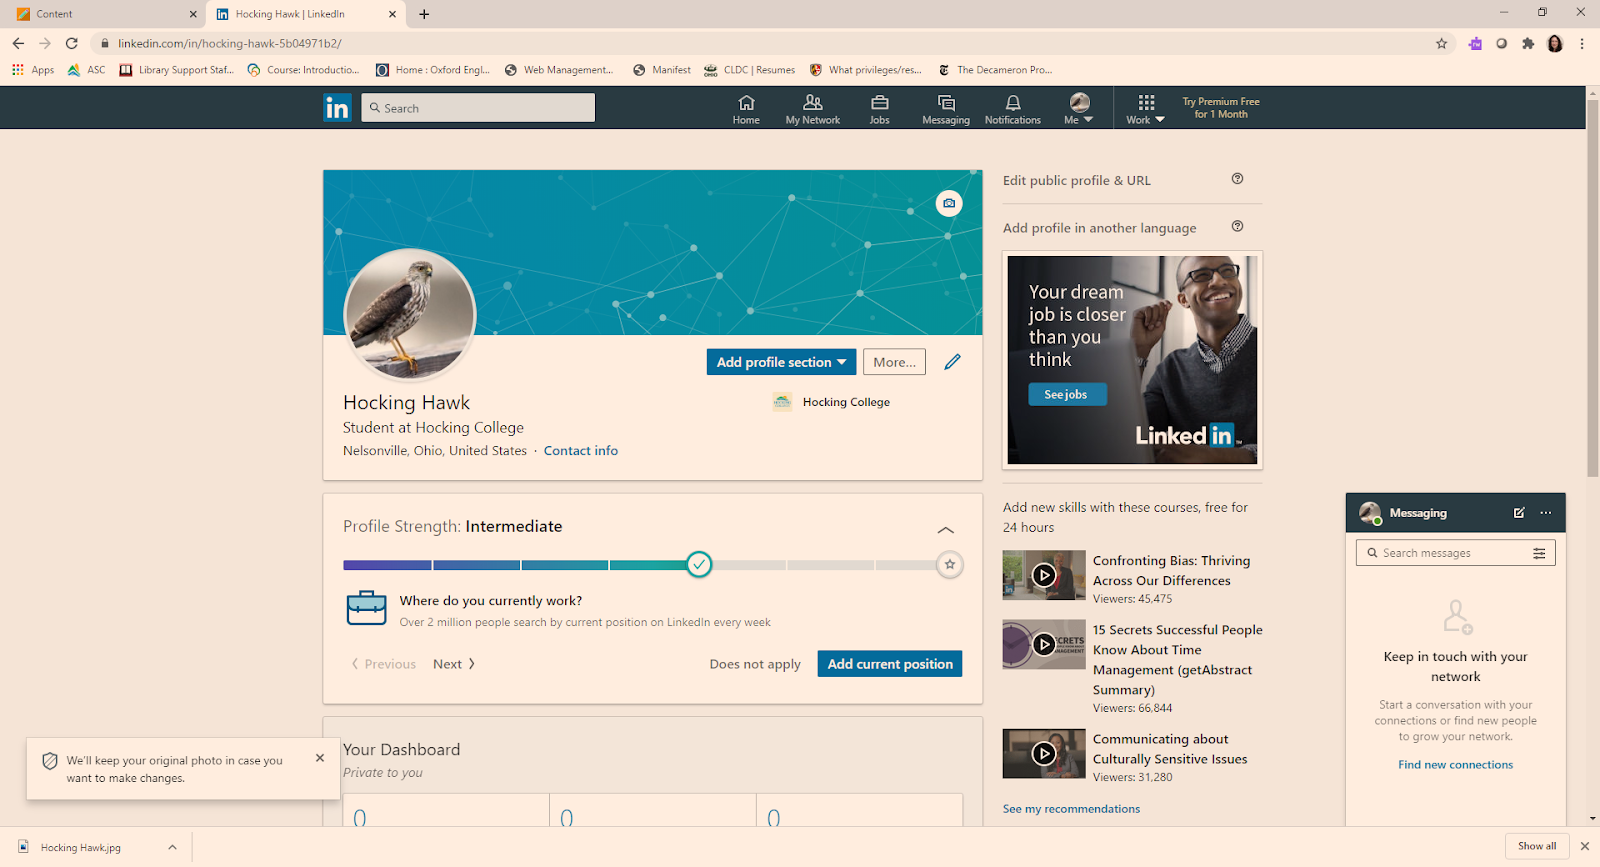 Content
Hocking Hawk | LinkedIn
linkedin.com/in/hocking-hawk-5b04971b2/
Apps
ASC
Library Support Staf...
Course: Introductio...
Home : Oxford Engl...
Web Management...
Manifest
CLDC | Resumes
What privileges/res...
The Decameron Pro...
in
Search
Home
My Network
Jobs
Messaging
Notifications
Me
Work
Try Premium Free
for 1 Month
Add profile section
More...
Hocking Hawk
Hocking College
Student at Hocking College
Nelsonville, Ohio, United States · Contact info
Profile Strength: Intermediate
Where do you currently work?
Over 2 million people search by current position on LinkedIn every week
Previous
Next
Does not apply
Add current position
Your Dashboard
Private to you
0
0
0
Edit public profile & URL
Add profile in another language
Your dream
job is closer
than you
think
See jobs
Linked in
Add new skills with these courses, free for
24 hours
Confronting Bias: Thriving
Across Our Differences
Viewers: 45,475
SECRETS
15 Secrets Successful People
Know About Time
Management (getAbstract
Summary)
Viewers: 66,844
Communicating about
Culturally Sensitive Issues
Viewers: 31,280
See my recommendations
Messaging
Search messages
Keep in touch with your
network
Start a conversation with your
connections or find new people
to grow your network.
Find new connections
We'll keep your original photo in case you
want to make changes.
Hocking Hawk.jpg
Show all